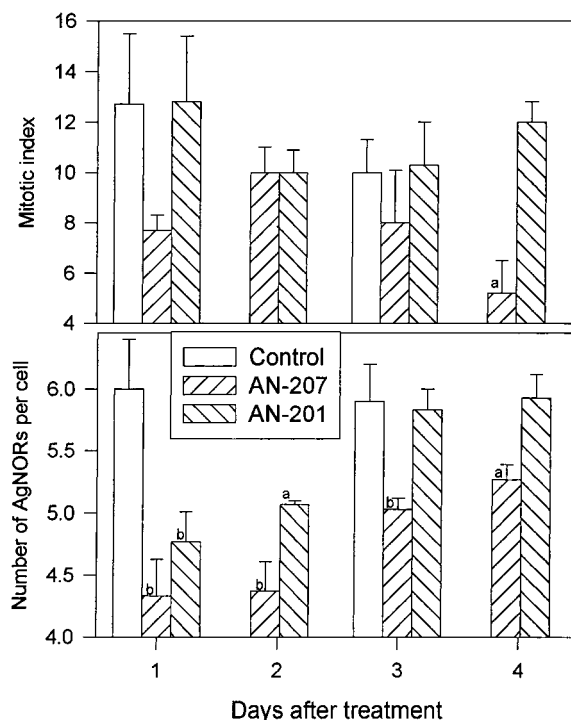 Mitotic index
16
14
12
10
8
6
4
a
Control
AN-207
AN-201
Number of AgNORs per cell
6.0
5.5
5.0
4.5
4.0
b
b
b
a
b
a
1
2
3
4
Days after treatment